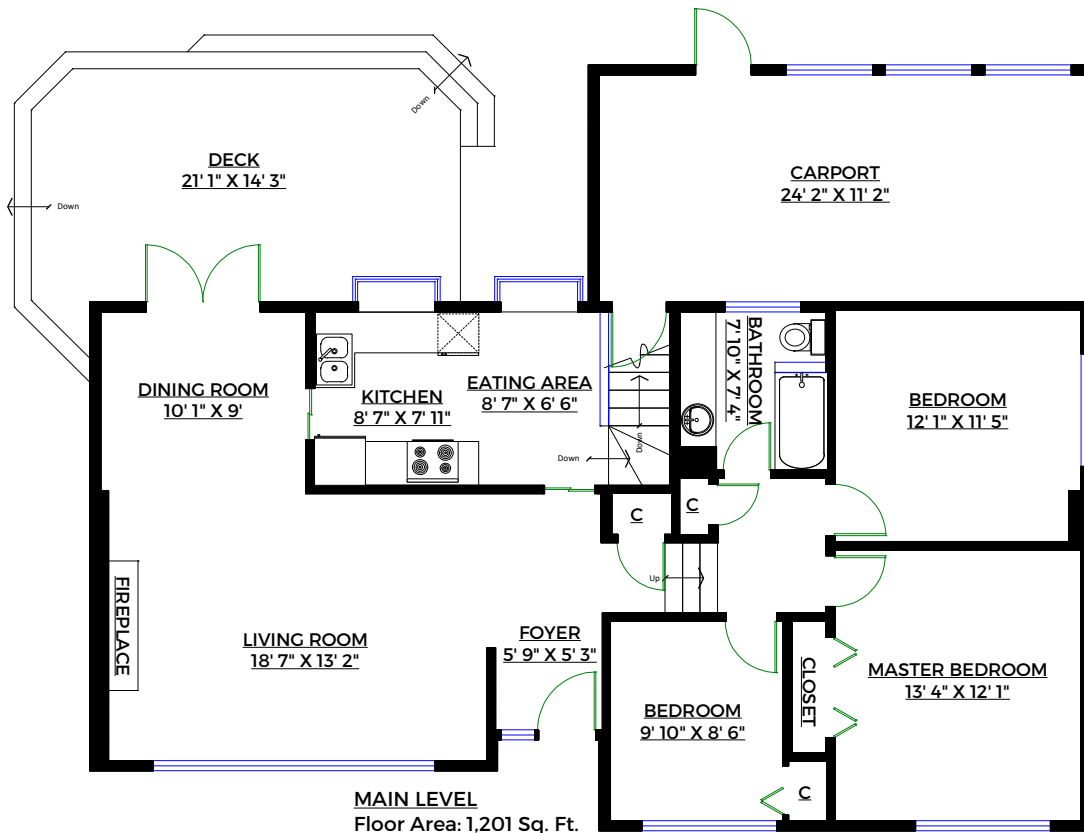 DECK
21' 1" X 14' 3"
Down
Down
CARPORT
24' 2" X 11' 2"
DINING ROOM
10' 1" X 9'
KITCHEN
8' 7" X 7' 11"
EATING AREA
8' 7" X 6' 6"
Down
Down
BATHROOM
7' 10" X 7' 4"
BEDROOM
12' 1" X 11' 5"
C
C
Up
FIREPLACE
LIVING ROOM
18' 7" X 13' 2"
FOYER
5' 9" X 5' 3"
BEDROOM
9' 10" X 8' 6"
CLOSET
MASTER BEDROOM
13' 4" X 12' 1"
C
MAIN LEVEL
Floor Area: 1,201 Sq. Ft.